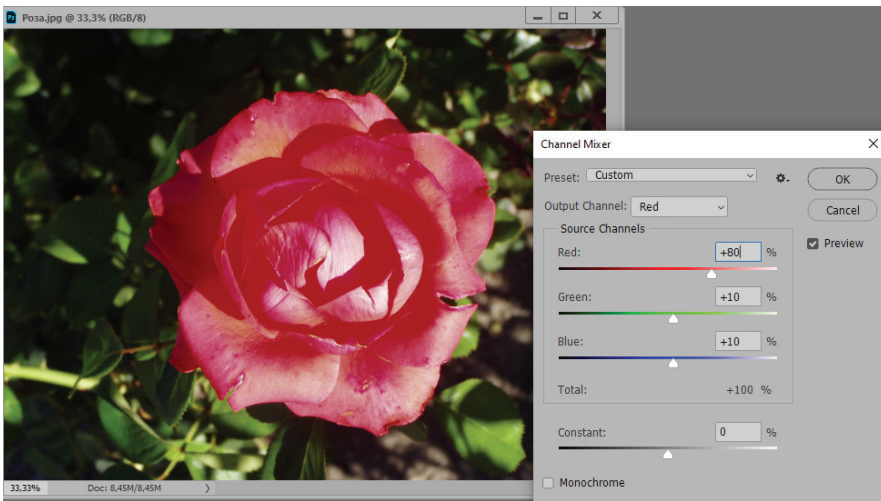 Ps Роза.jpg @ 33,3% (RGB/8)
Channel Mixer
Preset: Custom
OK
Output Channel: Red
Cancel
Source Channels
Preview
Red: +80 %
Green: +10 %
Blue: +10 %
Total: +100 %
Constant: 0 %
Monochrome
33,33% Doc: 8,45M/8,45M